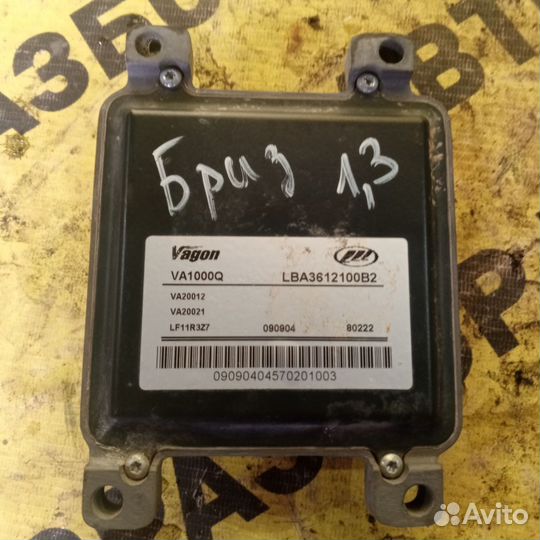 Бриз 1,3
Vagon
VA1000Q LBA3612100B2
VA20012
VA20021
LF11R3Z7 090904 80222
09090404570201003
Avito